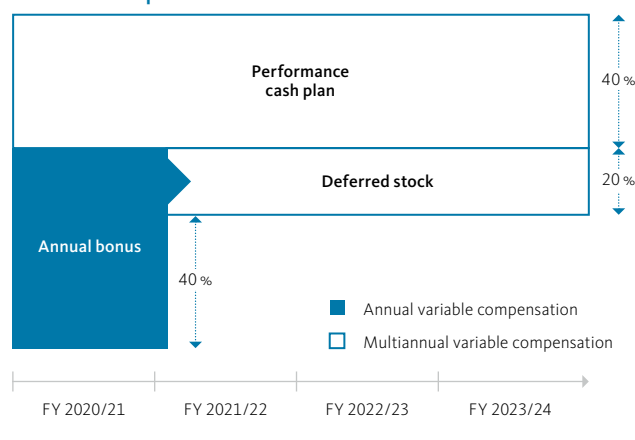 Performance
cash plan
40 %
Deferred stock
20 %
Annual bonus
40 %
Annual variable compensation
Multiannual variable compensation
FY 2020/21
FY 2021/22
FY 2022/23
FY 2023/24